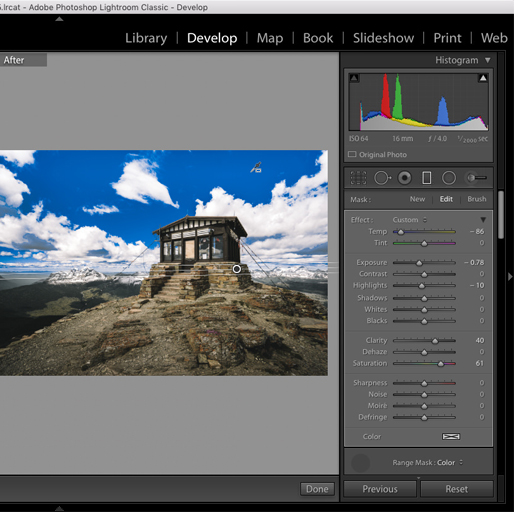 .lrcat - Adobe Photoshop Lightroom Classic - Develop
Library | Develop | Map | Book | Slideshow | Print | Web
After
Histogram
ISO 64 16 mm ƒ / 4.0 1/2000 sec
Original Photo
Mask : New Edit Brush
Effect : Custom
Temp - 86
Tint 0
Exposure - 0.78
Contrast 0
Highlights - 10
Shadows 0
Whites 0
Blacks 0
Clarity 40
Dehaze 0
Saturation 61
Sharpness 0
Noise 0
Moiré 0
Defringe 0
Color
Range Mask : Color
Done
Previous Reset